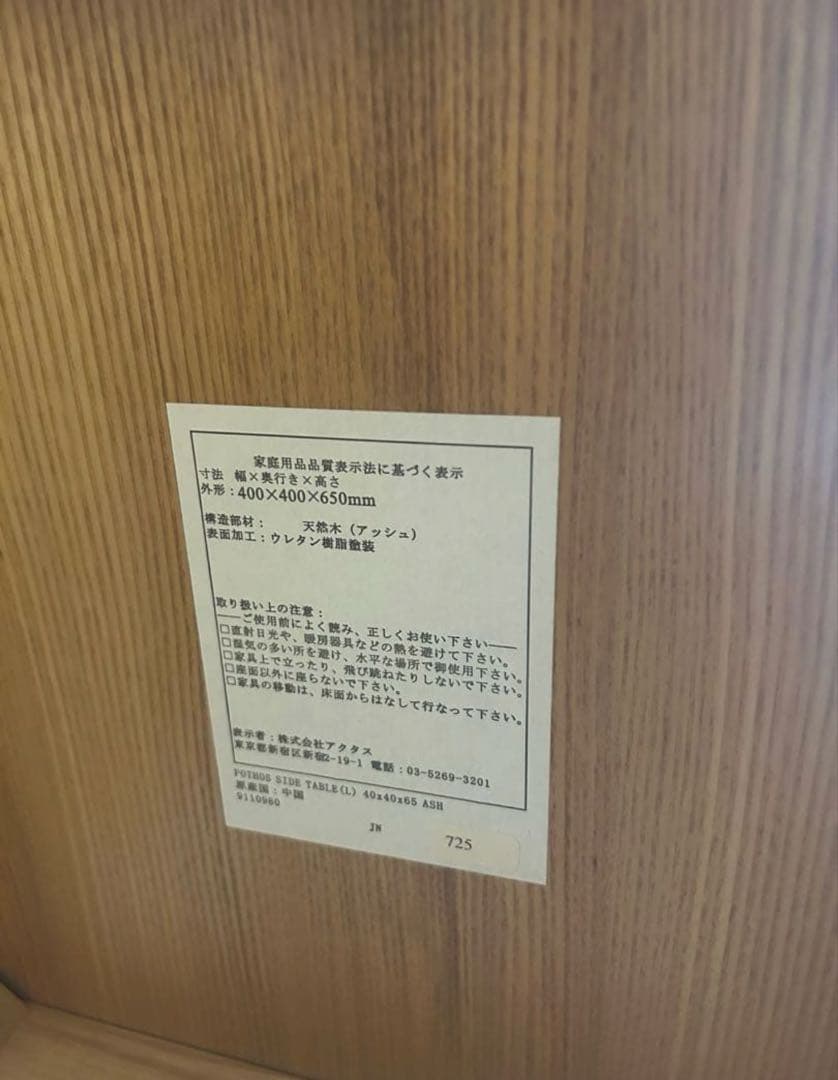 家庭用品品質表示法に基づく表示
寸法 幅×奥行き×高さ
外形：400×400×650mm
構造部材： 天然木（アッシュ）
表面加工：ウレタン樹脂塗装
取り扱い上の注意：
――ご使用前によく読み、正しくお使い下さい――
□直射日光や、暖房器具などの熱を避けて下さい。
□湿気の多い所を避け、水平な場所で御使用下さい。
□家具上で立ったり、飛び跳ねたりしないで下さい。
□座面以外に座らないで下さい。
□家具の移動は、床面からはなして行なって下さい。
表示者：株式会社アクタス
東京都新宿区新宿2-19-1 電話：03-5269-3201
POTHOS SIDE TABLE(L) 40x40x65 ASH
原産国：中国
9110960
JN
725